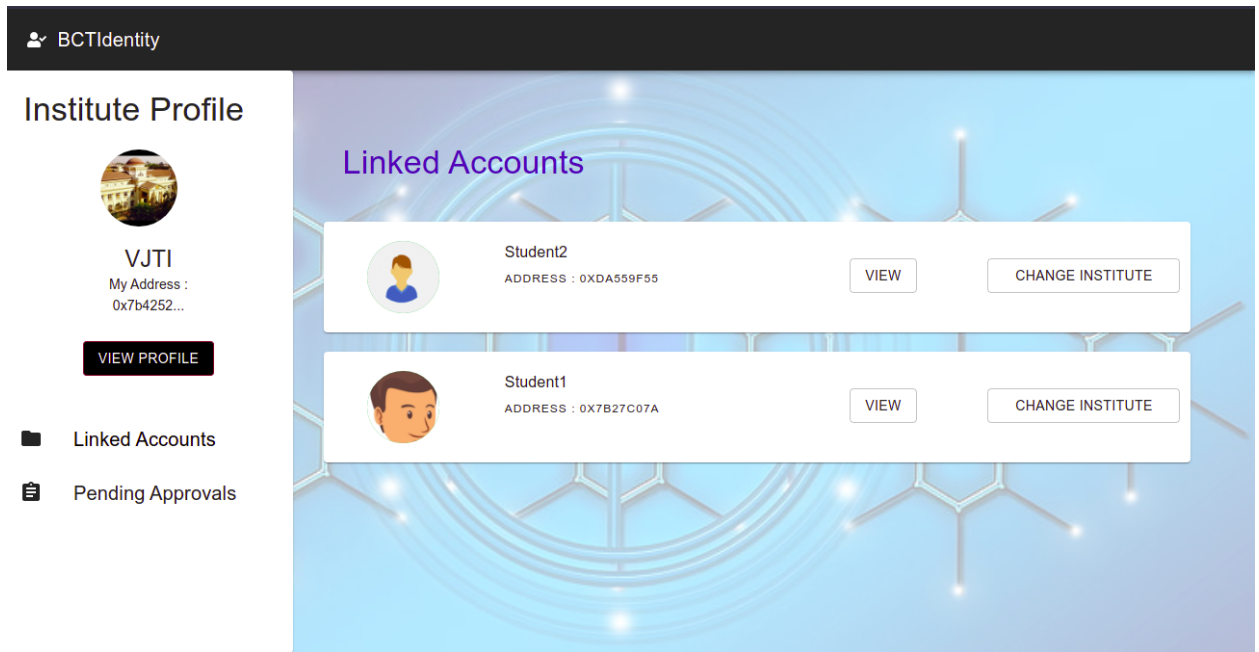 BCTIdentity
Institute Profile
VJTI
My Address :
0x7b4252...
VIEW PROFILE
Linked Accounts
Pending Approvals
Linked Accounts
Student2
ADDRESS : 0XDA559F55
VIEW
CHANGE INSTITUTE
Student1
ADDRESS : 0X7B27C07A
VIEW
CHANGE INSTITUTE